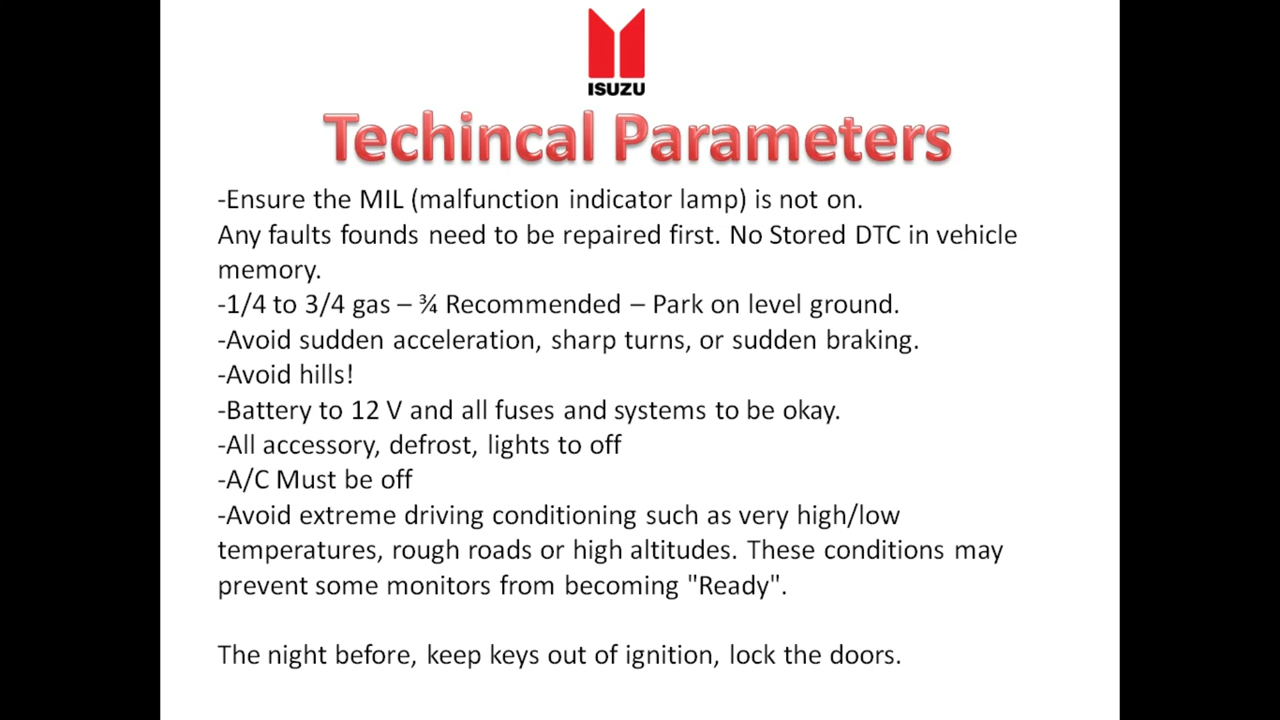 ISUZU
Techincal Parameters
-Ensure the MIL (malfunction indicator lamp) is not on.
Any faults founds need to be repaired first. No Stored DTC in vehicle
memory.
-1/4 to 3/4 gas – ¾ Recommended – Park on level ground.
-Avoid sudden acceleration, sharp turns, or sudden braking.
-Avoid hills!
-Battery to 12 V and all fuses and systems to be okay.
-All accessory, defrost, lights to off
-A/C Must be off
-Avoid extreme driving conditioning such as very high/low
temperatures, rough roads or high altitudes. These conditions may
prevent some monitors from becoming "Ready".
The night before, keep keys out of ignition, lock the doors.